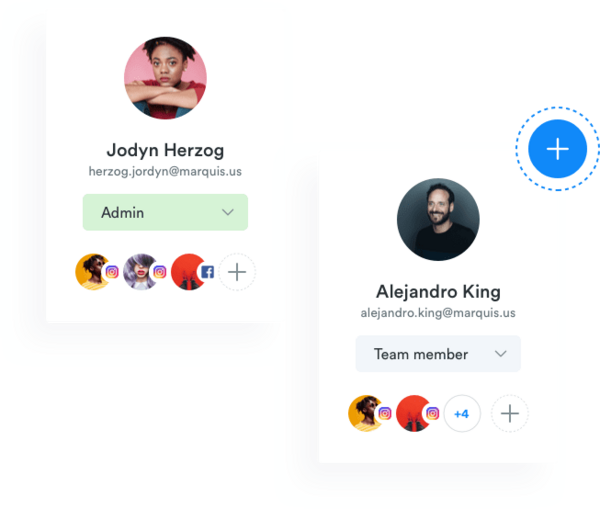 Jodyn Herzog
herzog.jordyn@marquis.us
Admin
Alejandro King
alejandro.king@marquis.us
Team member
+4